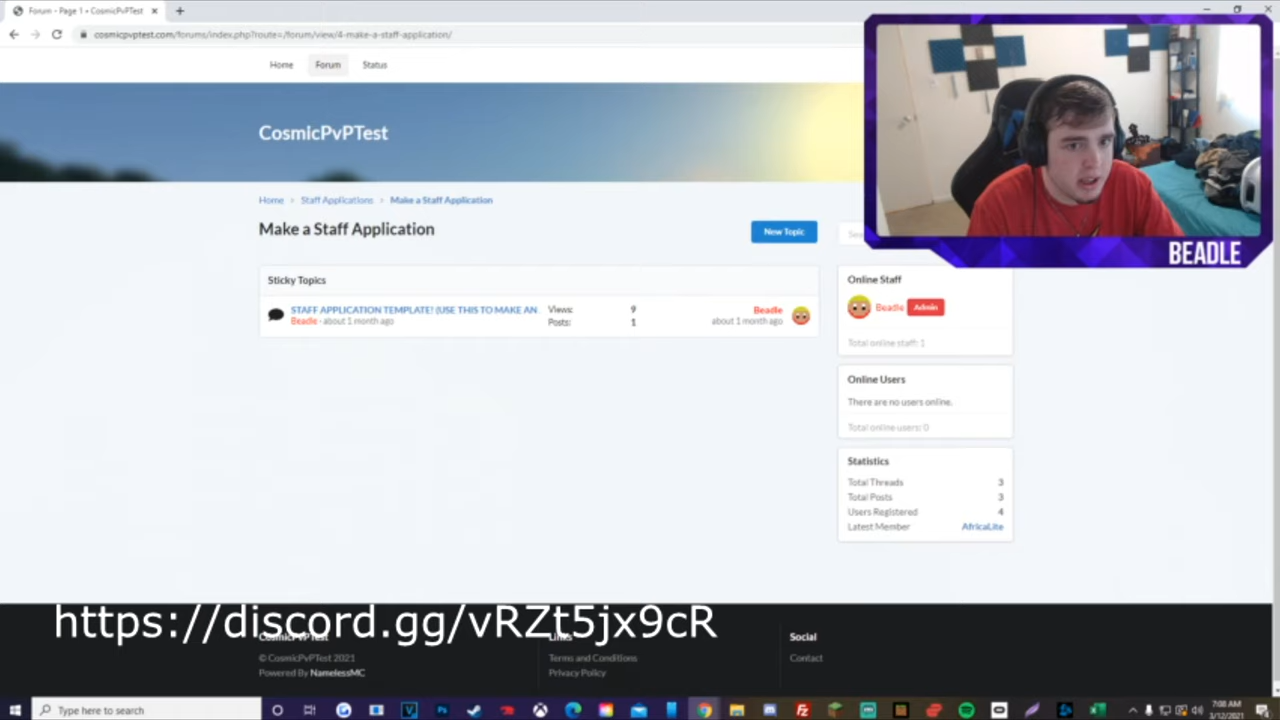 Forum - Page 1 • CosmicPvPTest
cosmicpvptest.com/forums/index.php?route=/forum/view/4-make-a-staff-application/
Home Forum Status
CosmicPvPTest
BEADLE
Home > Staff Applications > Make a Staff Application
Make a Staff Application
New Topic
Sticky Topics
STAFF APPLICATION TEMPLATE! (USE THIS TO MAKE AN
Beadle - about 1 month ago
Views: 9
Posts: 1
Beadle
about 1 month ago
Online Staff
Beadle Admin
Total online staff: 1
Online Users
There are no users online.
Total online users: 0
Statistics
Total Threads 3
Total Posts 3
Users Registered 4
Latest Member AfricaLite
https://discord.gg/vRZt5jx9cR
CosmicPvPTest
© CosmicPvPTest 2021
Powered By NamelessMC
Links
Terms and Conditions
Privacy Policy
Social
Contact
Type here to search
7:08 AM
3/12/2021